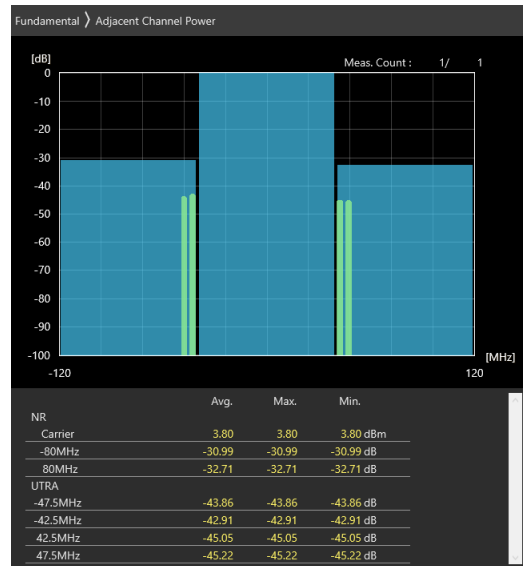 Fundamental 〉 Adjacent Channel Power
[dB]
Meas. Count : 1/ 1
0
-10
-20
-30
-40
-50
-60
-70
-80
-90
-100
[MHz]
-120 120
Avg. Max. Min.
NR
Carrier 3.80 3.80 3.80 dBm
-80MHz -30.99 -30.99 -30.99 dB
80MHz -32.71 -32.71 -32.71 dB
UTRA
-47.5MHz -43.86 -43.86 -43.86 dB
-42.5MHz -42.91 -42.91 -42.91 dB
42.5MHz -45.05 -45.05 -45.05 dB
47.5MHz -45.22 -45.22 -45.22 dB